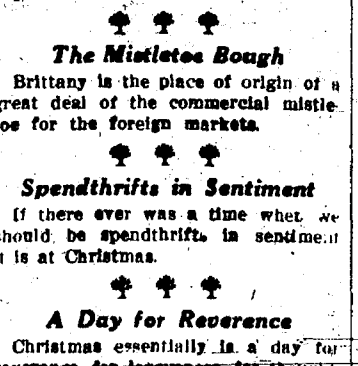 The Mistletoe Bough
Brittany is the place of origin of a
great deal of the commercial mistle-
toe for the foreign markets.
Spendthrifts in Sentiment
If there ever was a time when we
should be spendthrifts in sentiment
it is at Christmas.
A Day for Reverence
Christmas essentially is a day for